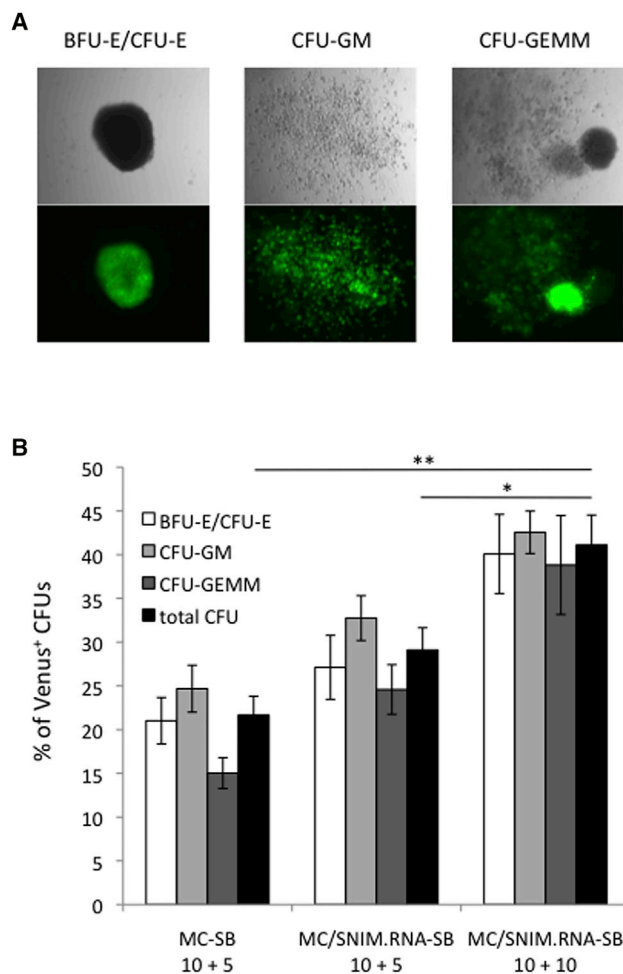 A
BFU-E/CFU-E CFU-GM CFU-GEMM
B
50
45
40
35
30
25
20
15
10
5
0
% of Venus+ CFUs
**
*
BFU-E/CFU-E
CFU-GM
CFU-GEMM
total CFU
MC-SB MC/SNIM.RNA-SB MC/SNIM.RNA-SB
10 + 5 10 + 5 10 + 10